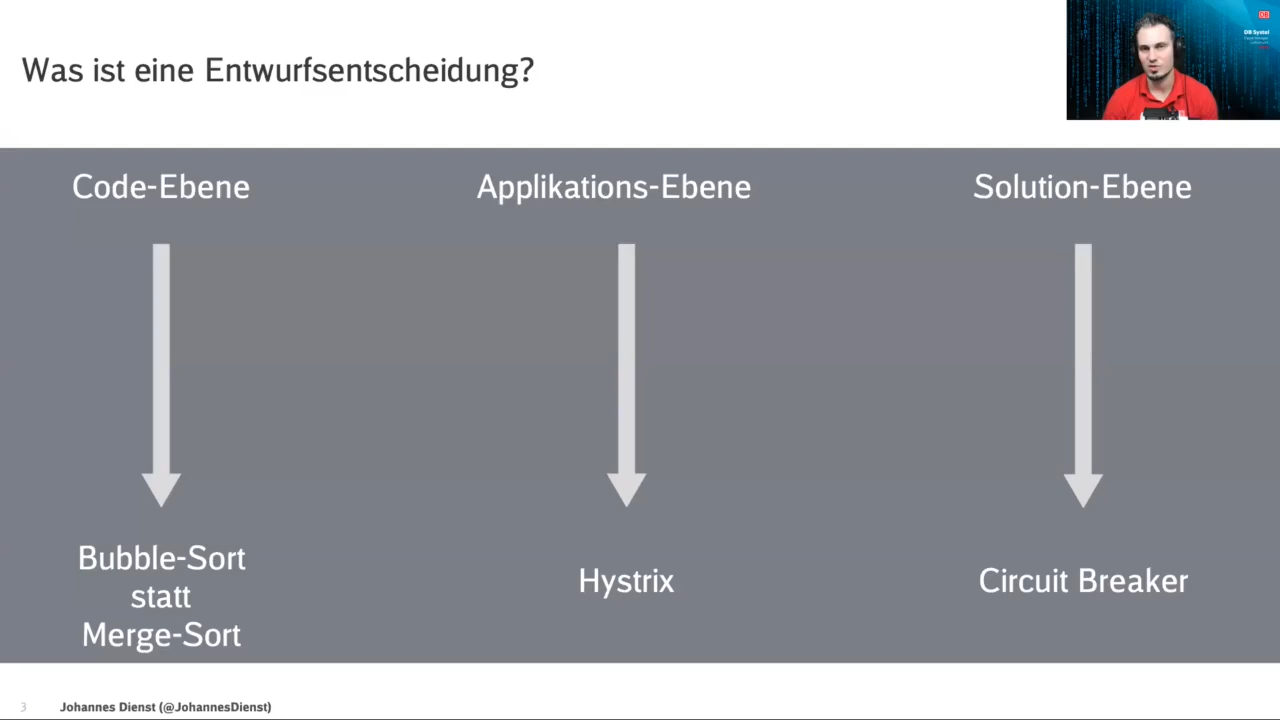 Was ist eine Entwurfsentscheidung?
DB
DB Systel
Code-Ebene
Applikations-Ebene
Solution-Ebene
Bubble-Sort
statt
Merge-Sort
Hystrix
Circuit Breaker
3
Johannes Dienst (@JohannesDienst)